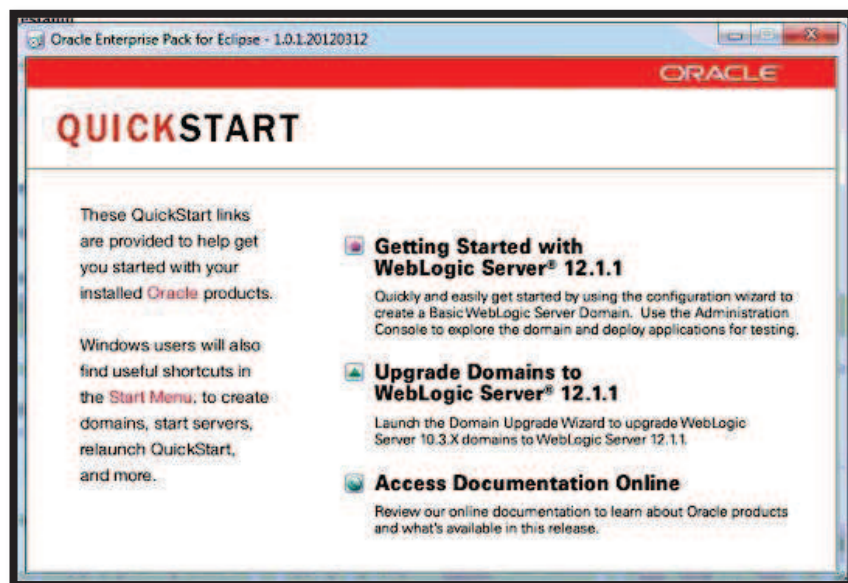 Oracle Enterprise Pack for Eclipse - 1.0.1.20120312
ORACLE
QUICKSTART
These QuickStart links
are provided to help get
you started with your
installed Oracle products.
Windows users will also
find useful shortcuts in
the Start Menu, to create
domains, start servers,
relaunch QuickStart,
and more.
Getting Started with
WebLogic Server® 12.1.1
Quickly and easily get started by using the configuration wizard to
create a Basic WebLogic Server Domain. Use the Administration
Console to explore the domain and deploy applications for testing.
Upgrade Domains to
WebLogic Server® 12.1.1
Launch the Domain Upgrade Wizard to upgrade WebLogic
Server 10.3.X domains to WebLogic Server 12.1.1
Access Documentation Online
Review our online documentation to learn about Oracle products
and what's available in this release.